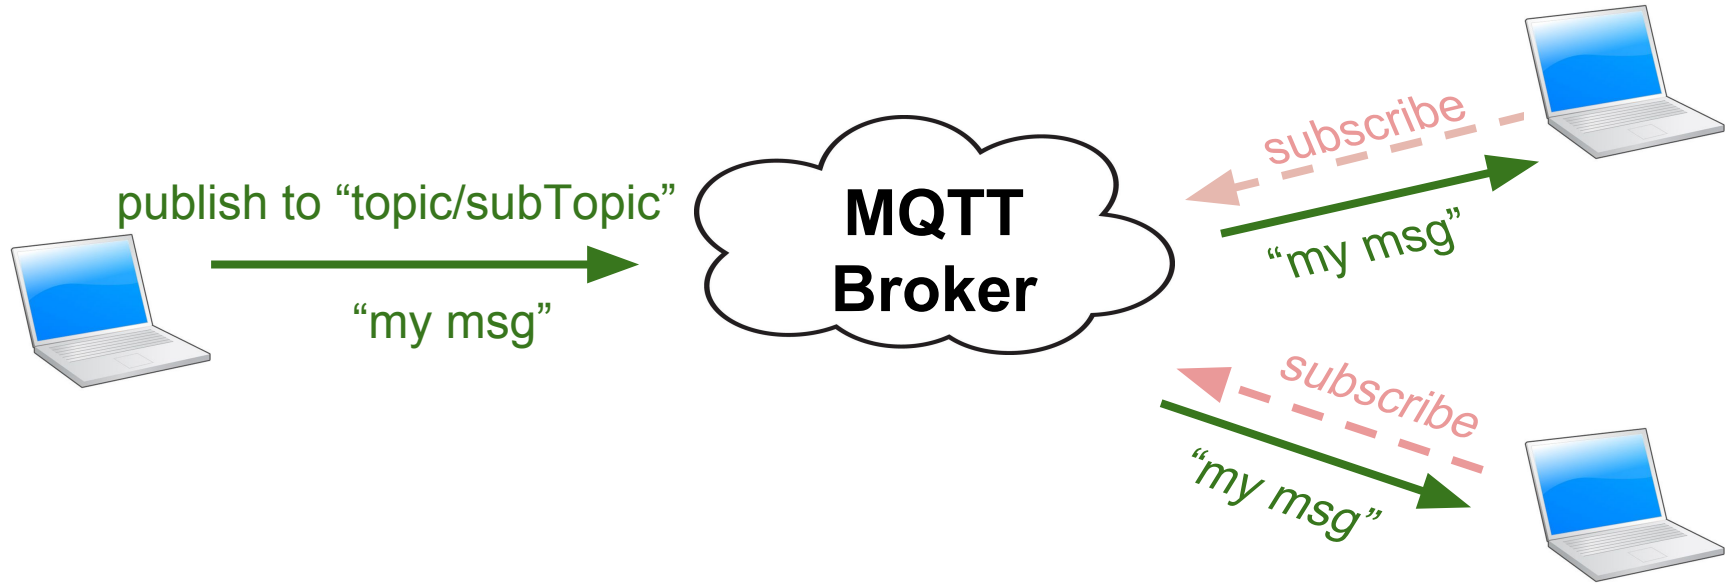 publish to “topic/subTopic”
“my msg”
MQTT
Broker
subscribe
“my msg”
subscribe
“my msg”